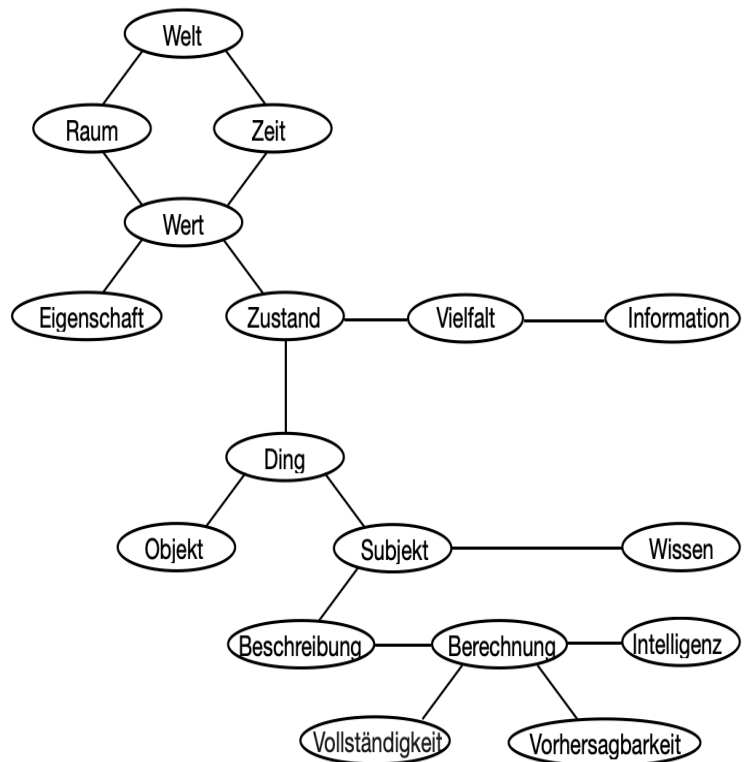 Welt
Raum
Zeit
Wert
Eigenschaft
Zustand
Vielfalt
Information
Ding
Objekt
Subjekt
Wissen
Beschreibung
Berechnung
Intelligenz
Vollständigkeit
Vorhersagbarkeit